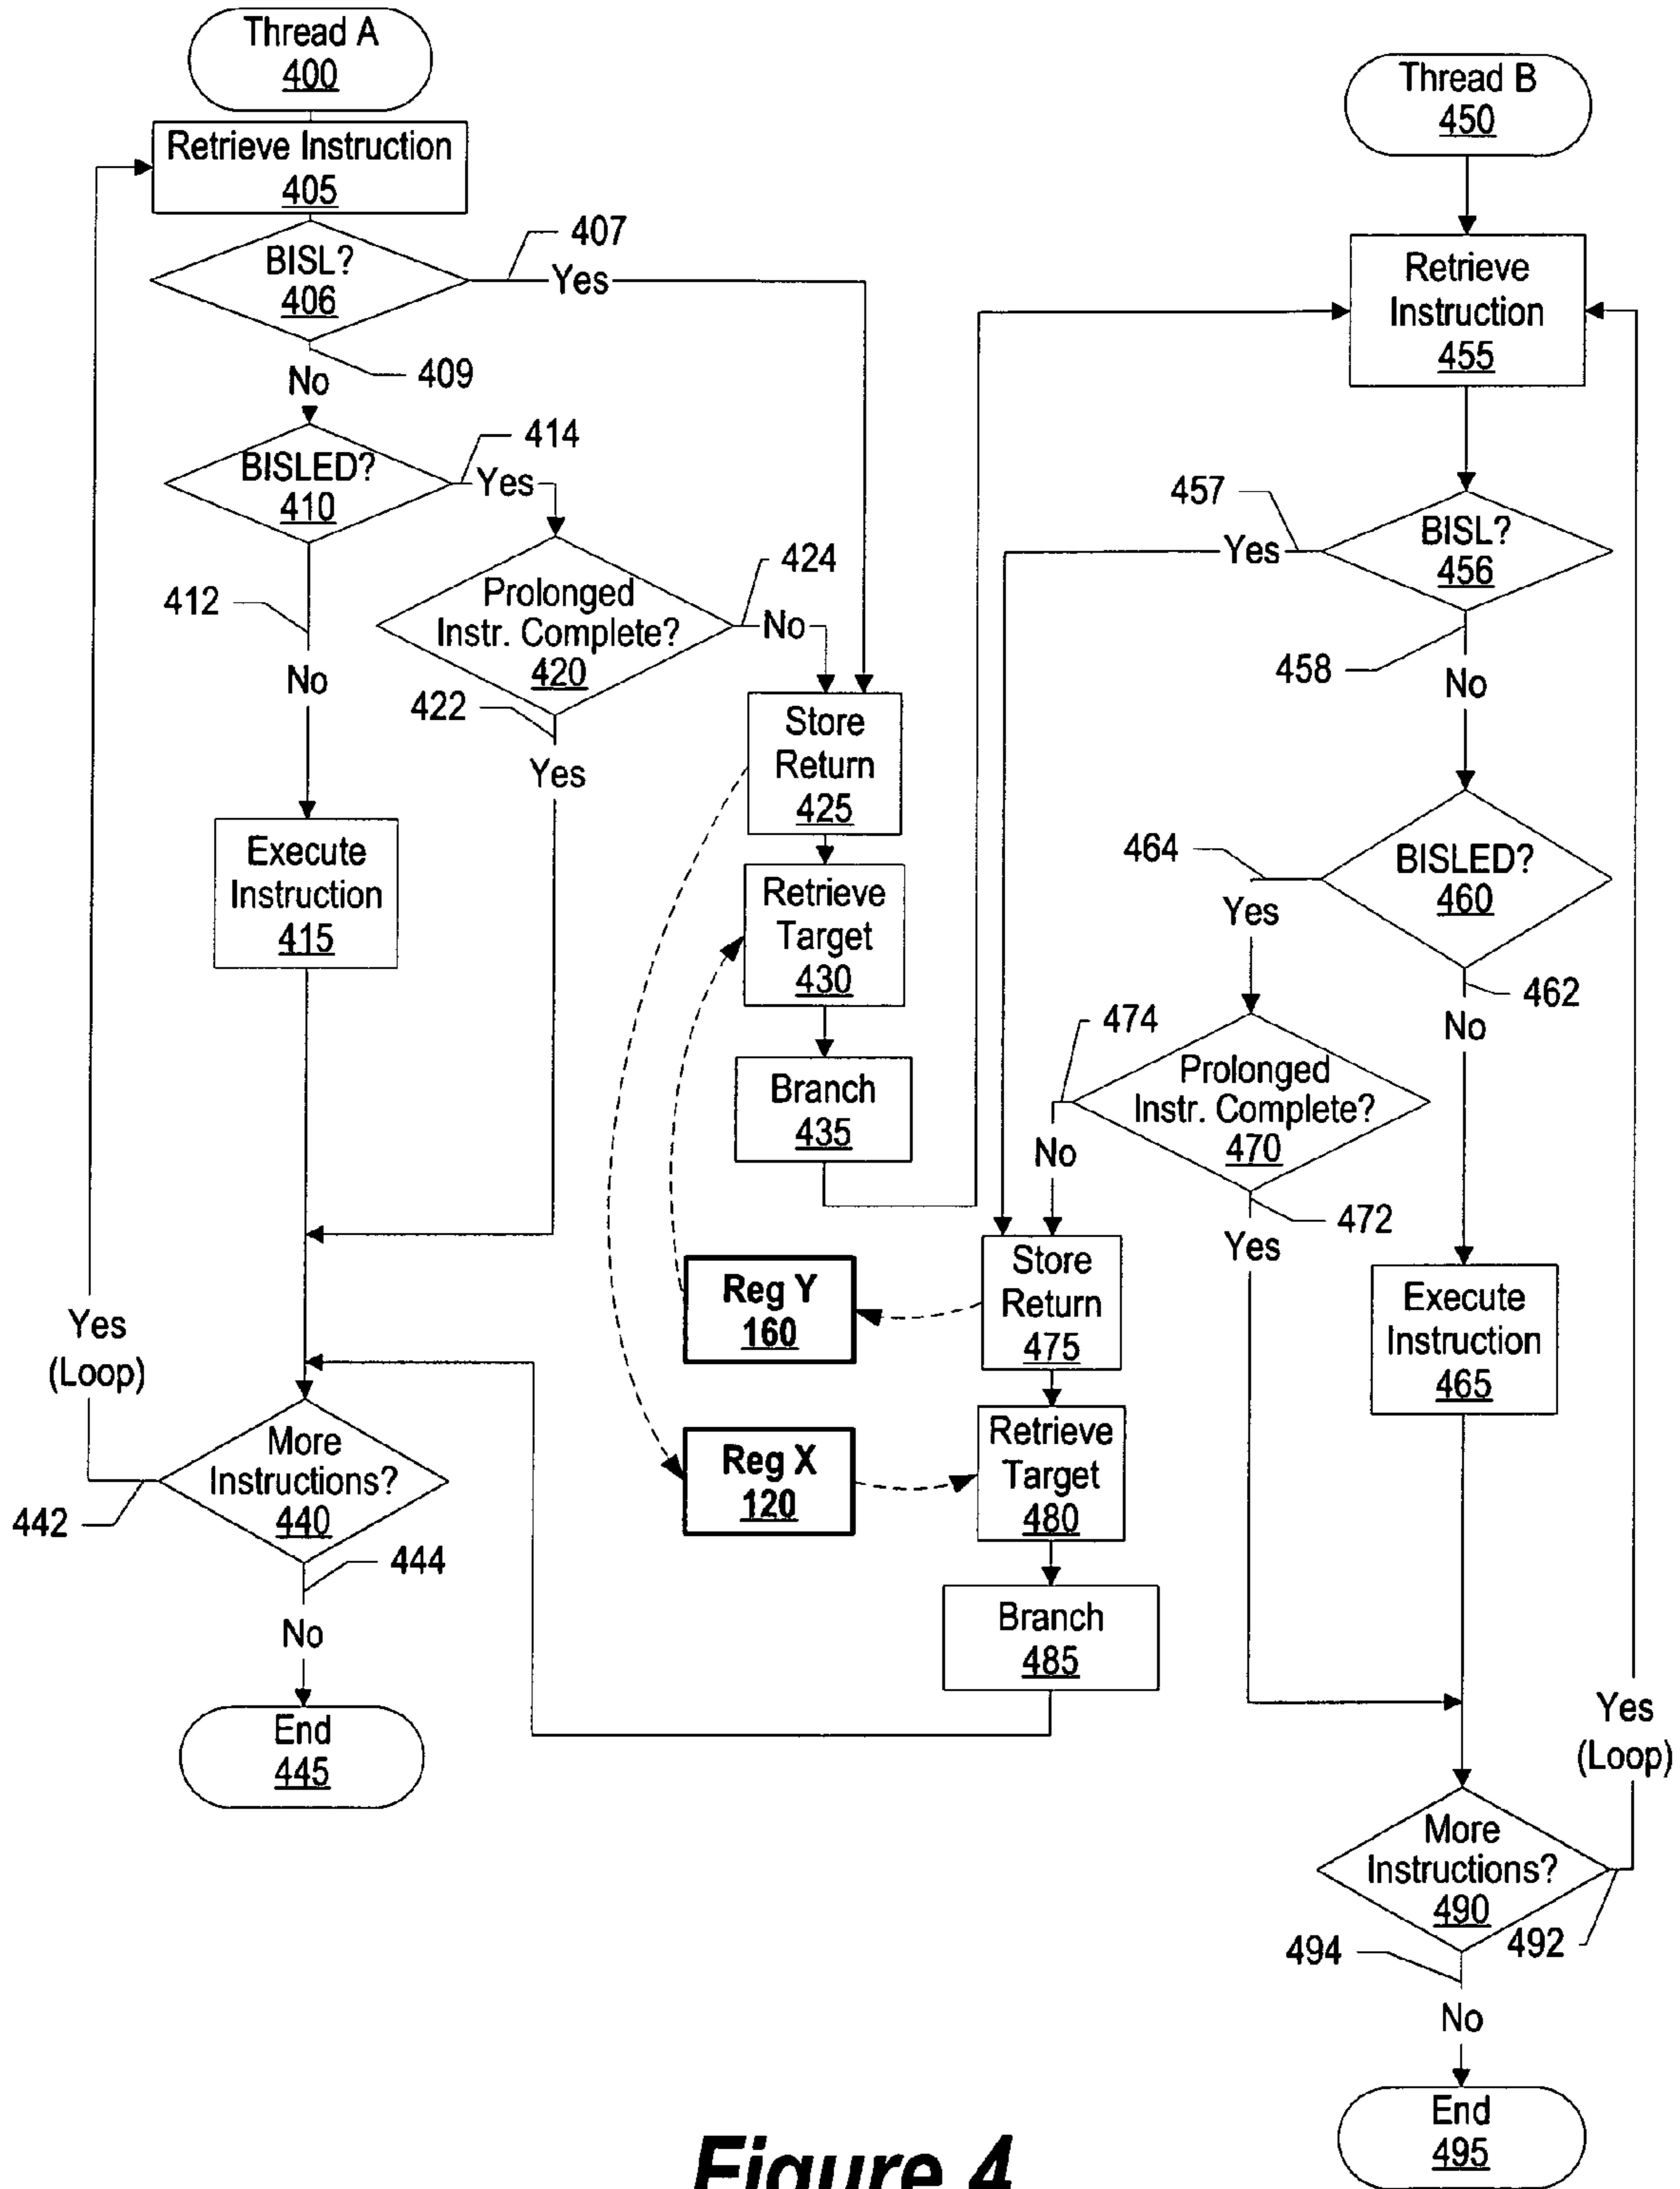 Thread A
400
Retrieve Instruction
405
BISL?
406
407
Yes
409
No
BISLED?
410
414
Yes
412
No
Prolonged
Instr. Complete?
420
424
No
422
Yes
Execute
Instruction
415
Store
Return
425
Retrieve
Target
430
Branch
435
Yes
(Loop)
More
Instructions?
440
442
444
No
End
445
Reg Y
160
Reg X
120
Thread B
450
Retrieve
Instruction
455
457
Yes
BISL?
456
458
No
464
Yes
BISLED?
460
462
No
474
Prolonged
Instr. Complete?
470
No
472
Yes
Store
Return
475
Execute
Instruction
465
Retrieve
Target
480
Branch
485
Yes
(Loop)
More
Instructions?
490
492
494
No
End
495
Figure 4